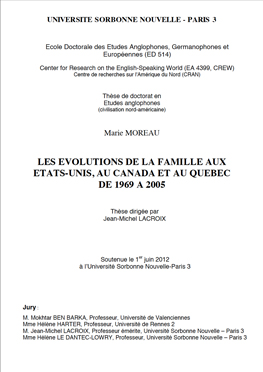 UNIVERSITE SORBONNE NOUVELLE - PARIS 3
Ecole Doctorale des Etudes Anglophones, Germanophones et
Européennes (ED 514)
Center for Research on the English-Speaking World (EA 4399, CREW)
Centre de recherches sur l'Amérique du Nord (CRAN)
Thèse de doctorat en
Etudes anglophones
(civilisation nord-américaine)
Marie MOREAU
LES EVOLUTIONS DE LA FAMILLE AUX
ETATS-UNIS, AU CANADA ET AU QUEBEC
DE 1969 A 2005
Thèse dirigée par
Jean-Michel LACROIX
Soutenue le 1er juin 2012
à l'Université Sorbonne Nouvelle-Paris 3
Jury :
M. Mokhtar BEN BARKA, Professeur, Université de Valenciennes
Mme Hélène HARTER, Professeur, Université de Rennes 2
M. Jean-Michel LACROIX, Professeur émérite, Université Sorbonne Nouvelle – Paris 3
Mme Hélène LE DANTEC-LOWRY, Professeur, Université Sorbonne Nouvelle – Paris 3